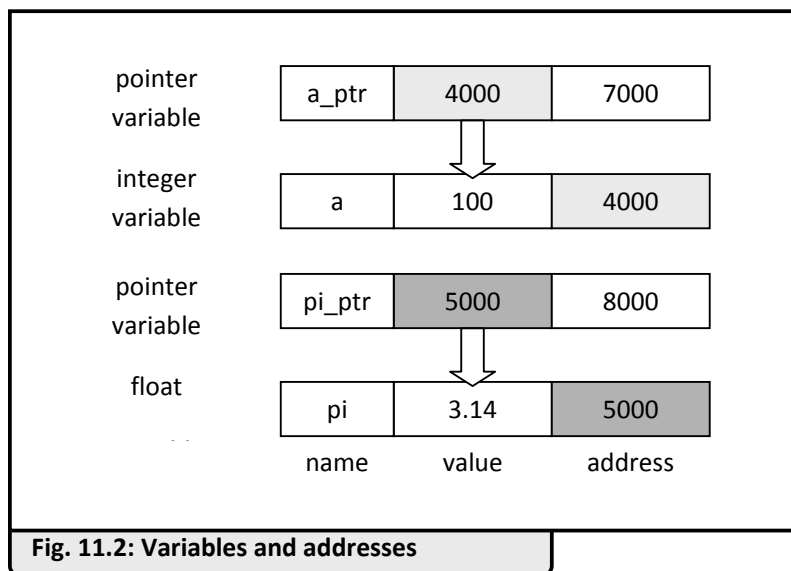 pointer
variable
a_ptr 4000 7000
integer
variable
a 100 4000
pointer
variable
pi_ptr 5000 8000
float
pi 3.14 5000
name value address
Fig. 11.2: Variables and addresses